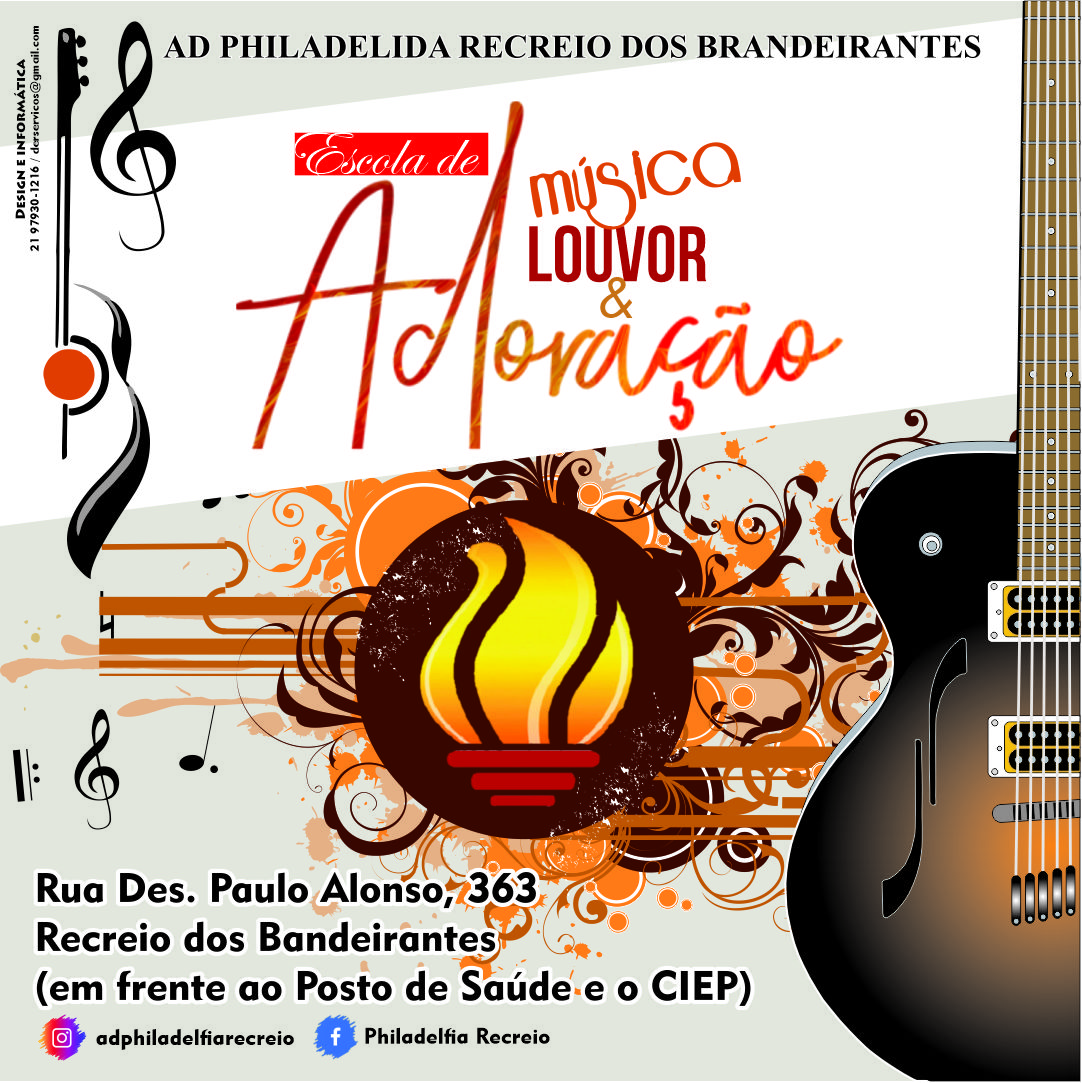 AD PHILADELIDA RECREIO DOS BRANDEIRANTES
DESIGN E INFORMÁTICA
21 97930-1216 / derservicos@gmail.com
Escola de
música
LOUVOR
&
Adoração
Rua Des. Paulo Alonso, 363
Recreio dos Bandeirantes
(em frente ao Posto de Saúde e o CIEP)
adphiladelfiarecreio
Philadelfia Recreio